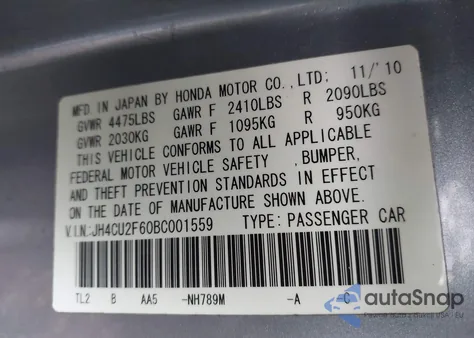 MFD IN JAPAN BY HONDA MOTOR CO.,LTD: 11/'10
GVWR 4475LBS GAWR F 2410LBS R 2090LBS
GVWR 2030KG GAWR F 1095KG R 950KG
THIS VEHICLE CONFORMS TO ALL APPLICABLE
FEDERAL MOTOR VEHICLE SAFETY ,BUMPER,
AND THEFT PREVENTION STANDARDS IN EFFECT
ON THE DATE OF MANUFACTURE SHOWN ABOVE.
V.I.N.:JH4CU2F60BC001559 TYPE:PASSENGER CAR
TL2 B AA5 -NH789M -A C
autoSnap